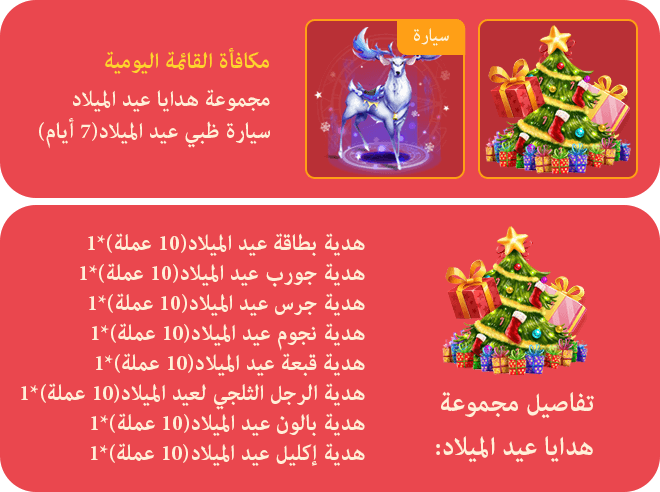 سيارة
مكافأة القائمة اليومية
مجموعة هدايا عيد الميلاد
سيارة ظبي عيد الميلاد(7 أيام)
هدية بطاقة عيد الميلاد(10 عملة)*1
هدية جورب عيد الميلاد(10 عملة)*1
هدية جرس عيد الميلاد(10 عملة)*1
هدية نجوم عيد الميلاد(10 عملة)*1
هدية قبعة عيد الميلاد(10 عملة)*1
هدية الرجل الثلجي لعيد الميلاد(10 عملة)*1
هدية بالون عيد الميلاد(10 عملة)*1
هدية إكليل عيد الميلاد(10 عملة)*1
تفاصيل مجموعة
هدايا عيد الميلاد: